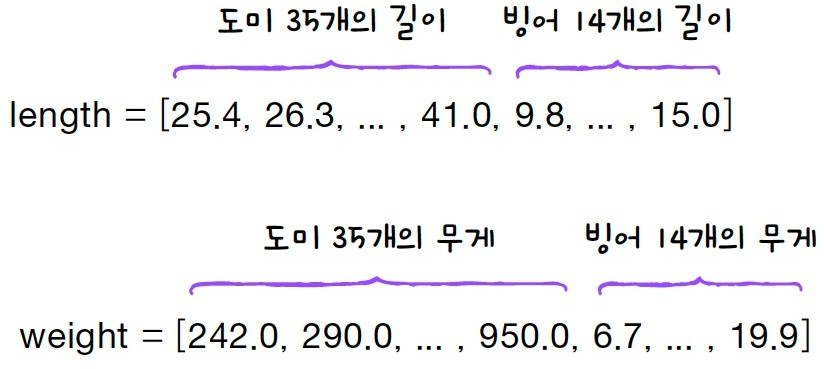 도미 35개의 길이 빙어 14개의 길이
length = [25.4, 26.3, ... , 41.0, 9.8, ... , 15.0]
도미 35개의 무게 빙어 14개의 무게
weight = [242.0, 290.0, ... , 950.0, 6.7, ... , 19.9]